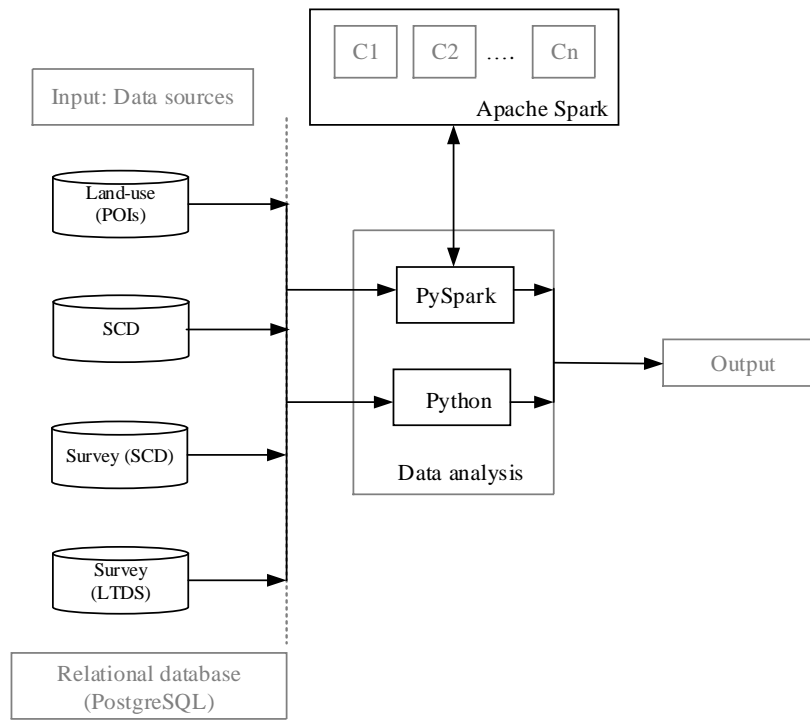 C1
C2
....
Cn
Apache Spark
Input: Data sources
Land-use
(POIs)
SCD
Survey (SCD)
Survey
(LTDS)
Relational database
(PostgreSQL)
PySpark
Python
Data analysis
Output